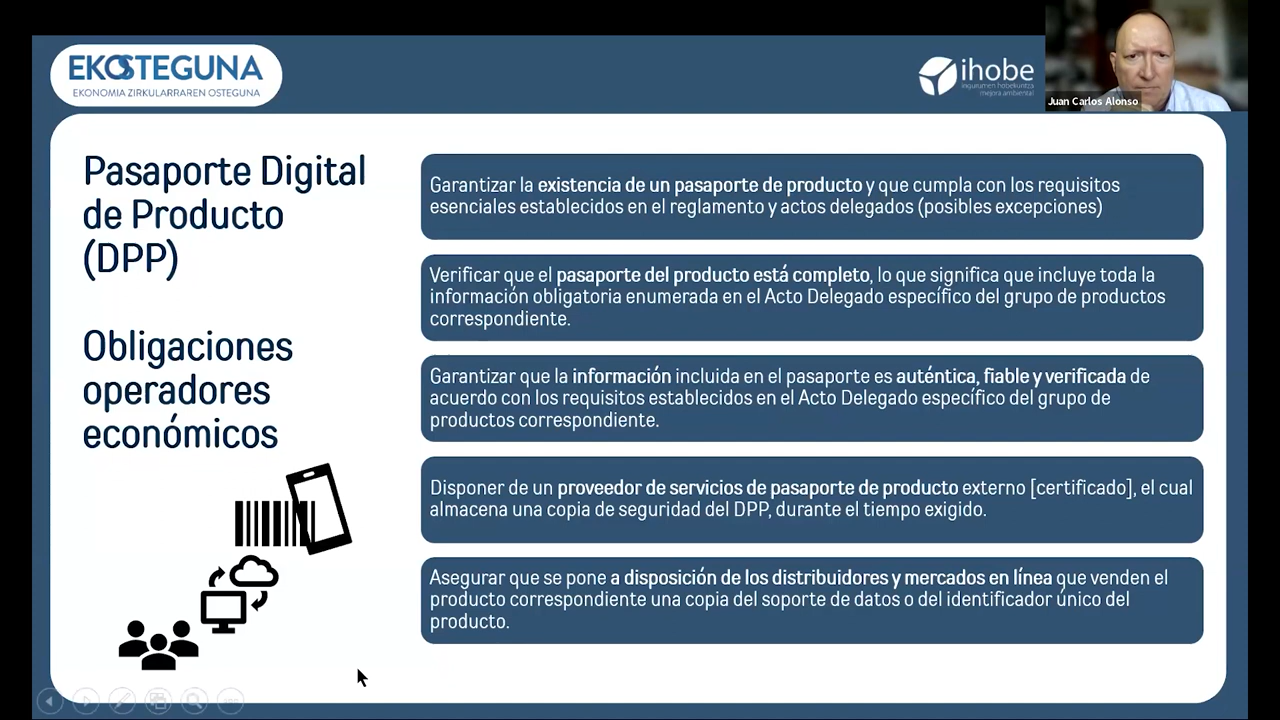 EKOSTEGUNA
EKONOMIA ZIRKULARRAREN OSTEGUNA
ihobe
ingurumen hobekuntza
mejora ambiental
Juan Carlos Alonso
Pasaporte Digital
de Producto
(DPP)
Obligaciones
operadores
económicos
Garantizar la existencia de un pasaporte de producto y que cumpla con los requisitos
esenciales establecidos en el reglamento y actos delegados (posibles excepciones)
Verificar que el pasaporte del producto está completo, lo que significa que incluye toda la
información obligatoria enumerada en el Acto Delegado específico del grupo de productos
correspondiente.
Garantizar que la información incluida en el pasaporte es auténtica, fiable y verificada de
acuerdo con los requisitos establecidos en el Acto Delegado específico del grupo de
productos correspondiente.
Disponer de un proveedor de servicios de pasaporte de producto externo [certificado], el cual
almacena una copia de seguridad del DPP, durante el tiempo exigido.
Asegurar que se pone a disposición de los distribuidores y mercados en línea que venden el
producto correspondiente una copia del soporte de datos o del identificador único del
producto.